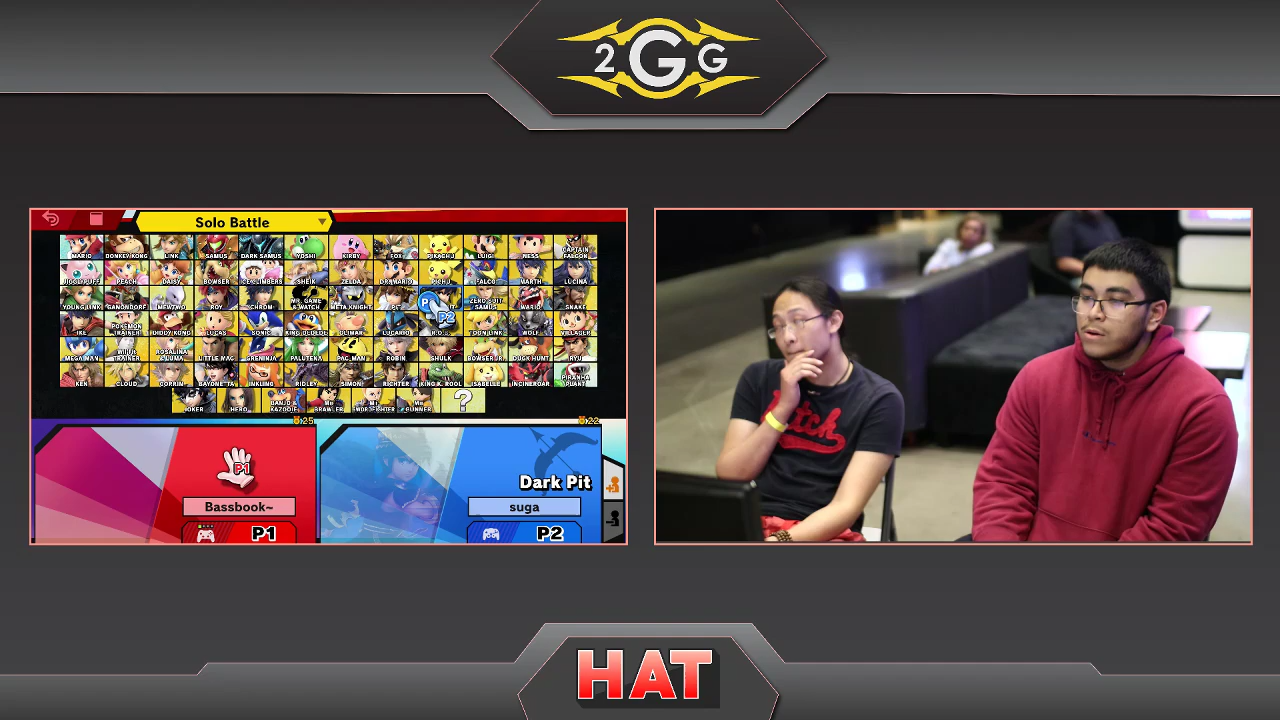 2GG
Solo Battle
MARIO DONKEY KONG LINK SAMUS DARK SAMUS YOSHI KIRBY FOX PIKACHU LUIGI NESS CAPTAIN FALCON
JIGGLYPUFF PEACH DAISY BOWSER ICE CLIMBERS SHEIK ZELDA DR. MARIO PICHU FALCO MARTH LUCINA
YOUNG LINK GANONDORF MEWTWO ROY CHROM MR. GAME & WATCH META KNIGHT P P2 ZERO SUIT SAMUS WARIO SNAKE
IKE POKÉMON TRAINER DIDDY KONG LUCAS SONIC KING DEDEDE OLIMAR LUCARIO R.O.B. TOON LINK WOLF VILLAGER
MEGA MAN Wii Fit TRAINER ROSALINA & LUMA LITTLE MAC GRENINJA PALUTENA PAC-MAN ROBIN SHULK BOWSER JR. DUCK HUNT RYU
KEN CLOUD CORRIN BAYONETTA INKLING RIDLEY SIMON RICHTER KING K. ROOL ISABELLE INCINEROAR PIRANHA PLANT
JOKER HERO BANJO & KAZOOIE Mii BRAWLER Mii SWORDFIGHTER Mii GUNNER ?
25 22
P1
Dark Pit
Bassbook~ suga
P1 P2
HAT